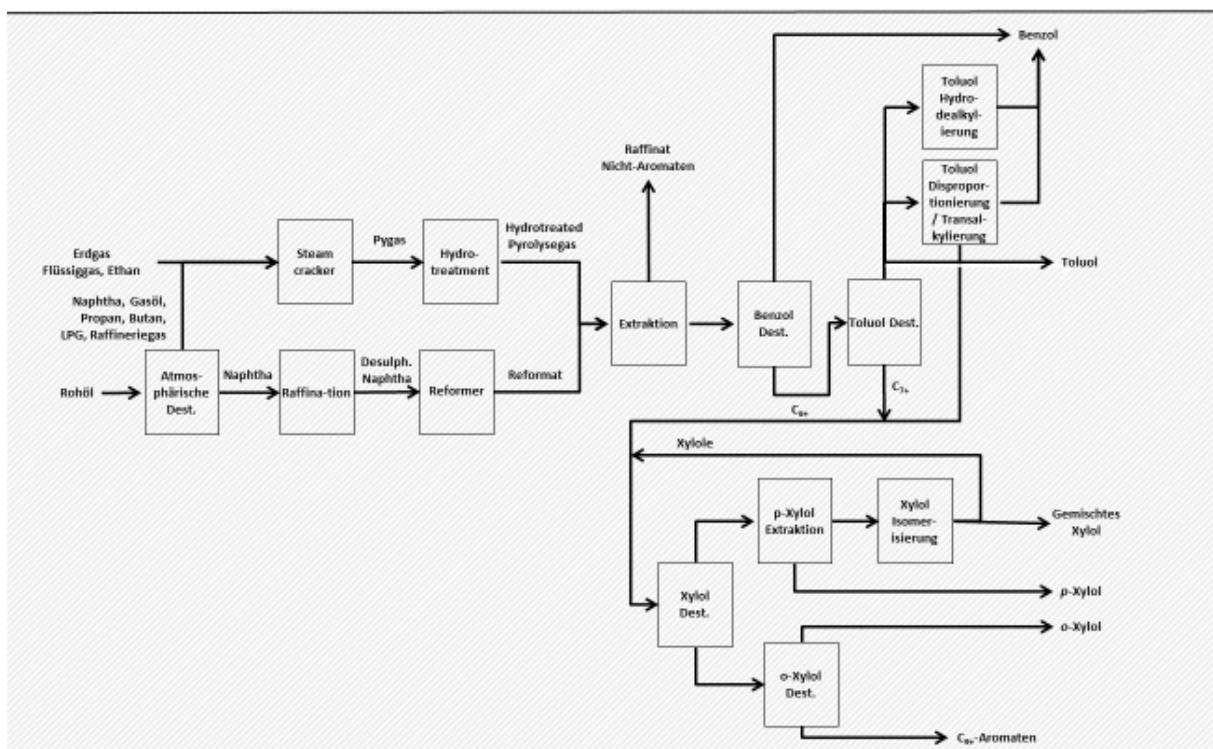 Benzol
Toluol
Hydro-
dealkyl-
ierung
Raffinat
Nicht-Aromaten
Toluol
Dispropor-
tionierung
/ Transal-
kylierung
Erdgas
Flüssiggas, Ethan
Steam
cracker
Pygas
Hydro-
treatment
Hydrotreated
Pyrolysegas
Toluol
Naphtha, Gasöl,
Propan, Butan,
LPG, Raffineriegas
Extraktion
Benzol
Dest.
Toluol Dest.
Rohöl
Atmos-
phärische
Dest.
Naphtha
Raffina-tion
Desulph.
Naphtha
Reformer
Reformat
C7+
Xylole
p-Xylol
Extraktion
Xylol
Isomer-
isierung
Gemischtes
Xylol
p-Xylol
Xylol
Dest.
o-Xylol
o-Xylol
Dest.